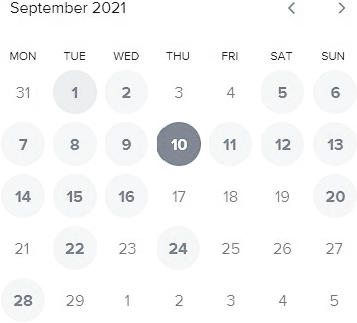 September 2021
MON TUE WED THU FRI SAT SUN
31 1 2 3 4 5 6
7 8 9 10 11 12 13
14 15 16 17 18 19 20
21 22 23 24 25 26 27
28 29 1 2 3 4 5